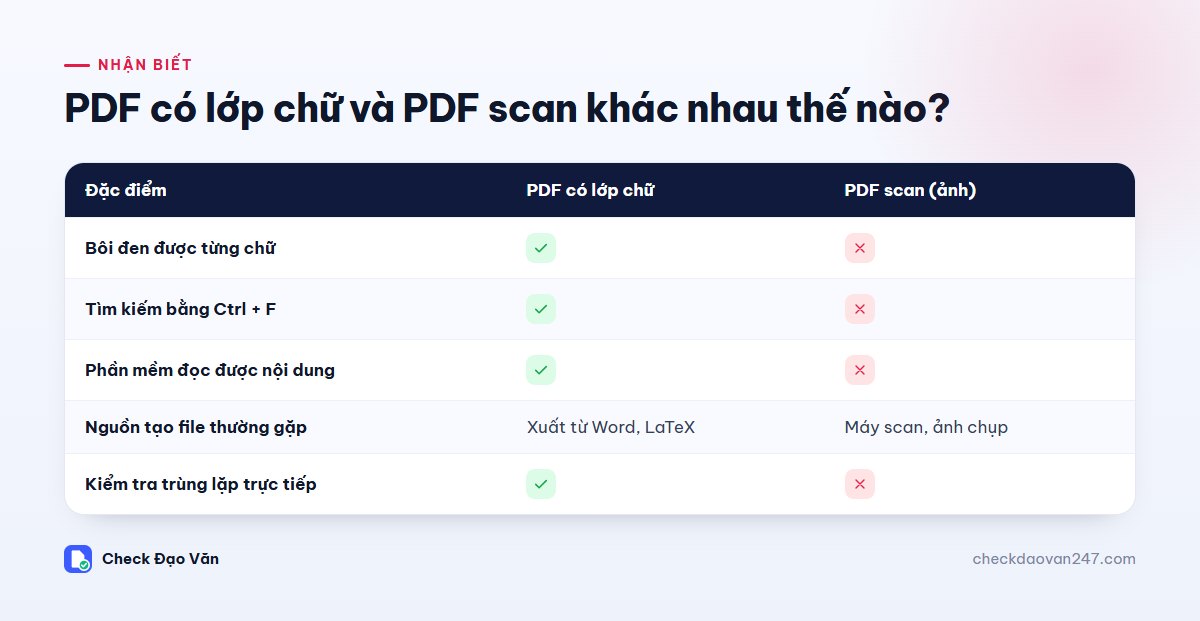 NHẬN BIẾT
PDF có lớp chữ và PDF scan khác nhau thế nào?
Đặc điểm PDF có lớp chữ PDF scan (ảnh)
Bôi đen được từng chữ
Tìm kiếm bằng Ctrl + F
Phần mềm đọc được nội dung
Nguồn tạo file thường gặp Xuất từ Word, LaTeX Máy scan, ảnh chụp
Kiểm tra trùng lặp trực tiếp
Check Đạo Văn checkdaovan247.com